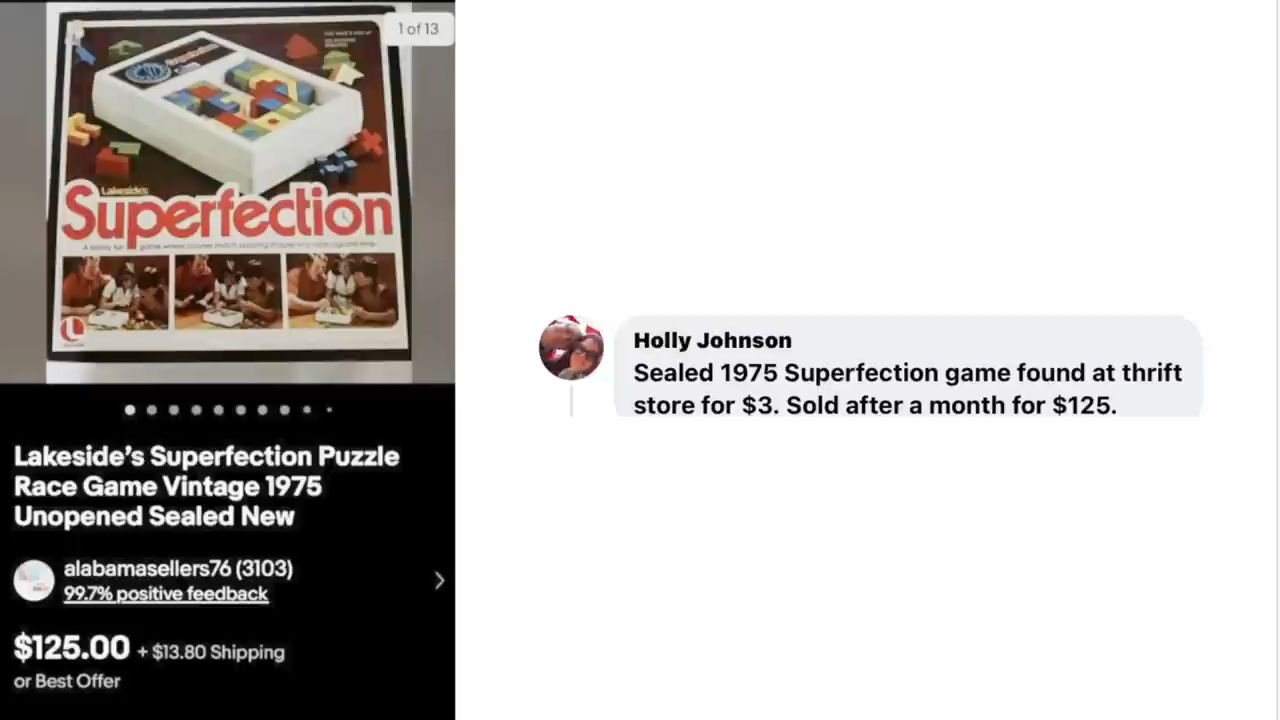 1 of 13
Lakeside's
Superfection
Lakeside's Superfection Puzzle
Race Game Vintage 1975
Unopened Sealed New
alabamasellers76 (3103)
99.7% positive feedback
$125.00 + $13.80 Shipping
or Best Offer
Holly Johnson
Sealed 1975 Superfection game found at thrift
store for $3. Sold after a month for $125.